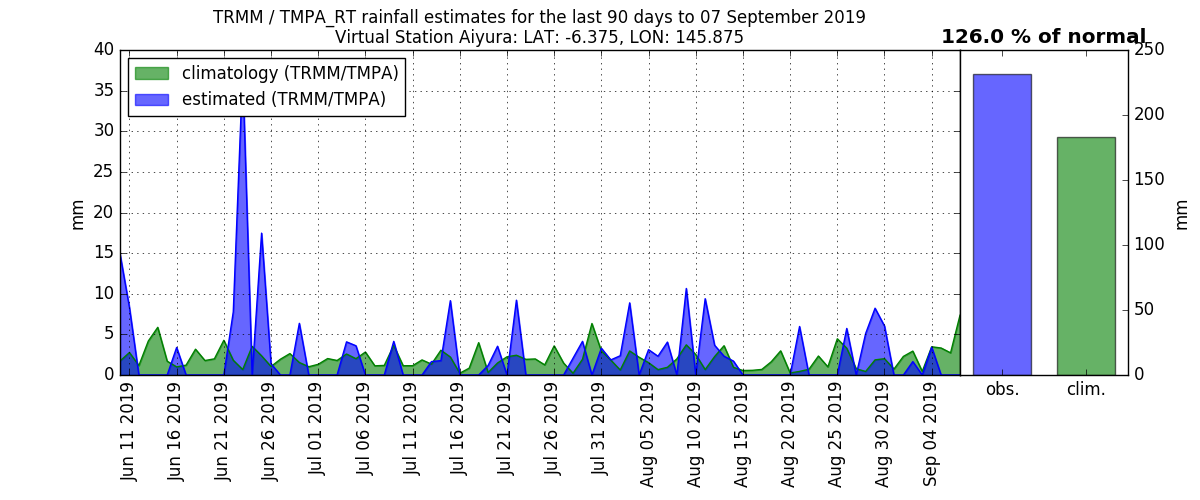 TRMM / TMPA_RT rainfall estimates for the last 90 days to 07 September 2019
Virtual Station Aiyura: LAT: -6.375, LON: 145.875
126.0 % of normal
climatology (TRMM/TMPA)
estimated (TRMM/TMPA)
mm
40
35
30
25
20
15
10
5
0
Jun 11 2019
Jun 16 2019
Jun 21 2019
Jun 26 2019
Jul 01 2019
Jul 06 2019
Jul 11 2019
Jul 16 2019
Jul 21 2019
Jul 26 2019
Jul 31 2019
Aug 05 2019
Aug 10 2019
Aug 15 2019
Aug 20 2019
Aug 25 2019
Aug 30 2019
Sep 04 2019
obs.
clim.
250
200
150
100
50
0
mm